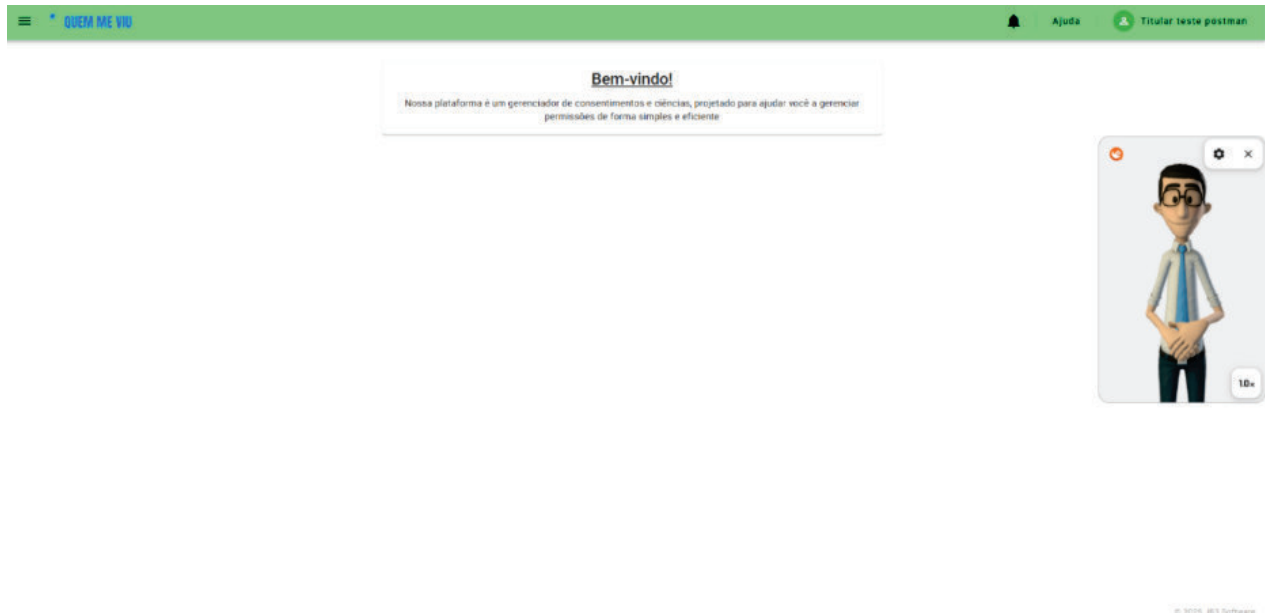 QUEM ME VIU
Ajuda
Titular teste postman
Bem-vindo!
Nossa plataforma é um gerenciador de consentimentos e ciências, projetado para ajudar você a gerenciar
permissões de forma simples e eficiente
1.0x
© Software